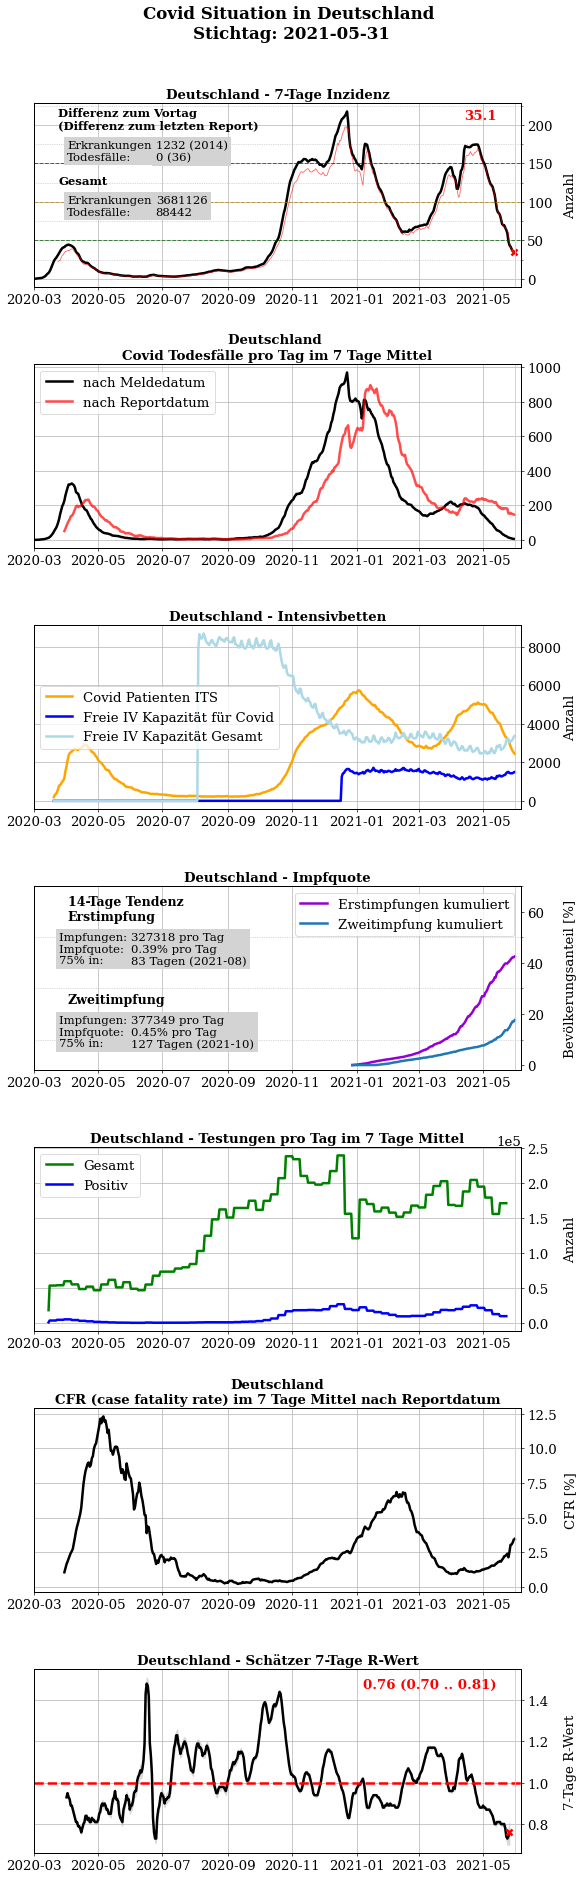 Covid Situation in Deutschland
Stichtag: 2021-05-31
Deutschland - 7-Tage Inzidenz
Differenz zum Vortag
(Differenz zum letzten Report)
Erkrankungen 1232 (2014)
Todesfälle: 0 (36)
Gesamt
Erkrankungen 3681126
Todesfälle: 88442
35.1
200
150
100
50
0
Anzahl
2020-03 2020-05 2020-07 2020-09 2020-11 2021-01 2021-03 2021-05
Deutschland
Covid Todesfälle pro Tag im 7 Tage Mittel
nach Meldedatum
nach Reportdatum
1000
800
600
400
200
0
2020-03 2020-05 2020-07 2020-09 2020-11 2021-01 2021-03 2021-05
Deutschland - Intensivbetten
Covid Patienten ITS
Freie IV Kapazität für Covid
Freie IV Kapazität Gesamt
8000
6000
4000
2000
0
Anzahl
2020-03 2020-05 2020-07 2020-09 2020-11 2021-01 2021-03 2021-05
Deutschland - Impfquote
14-Tage Tendenz
Erstimpfung
Impfungen: 327318 pro Tag
Impfquote: 0.39% pro Tag
75% in: 83 Tagen (2021-08)
Zweitimpfung
Impfungen: 377349 pro Tag
Impfquote: 0.45% pro Tag
75% in: 127 Tagen (2021-10)
Erstimpfungen kumuliert
Zweitimpfung kumuliert
60
40
20
0
Bevölkerungsanteil [%]
2020-03 2020-05 2020-07 2020-09 2020-11 2021-01 2021-03 2021-05
Deutschland - Testungen pro Tag im 7 Tage Mittel
1e5
Gesamt
Positiv
2.5
2.0
1.5
1.0
0.5
0.0
Anzahl
2020-03 2020-05 2020-07 2020-09 2020-11 2021-01 2021-03 2021-05
Deutschland
CFR (case fatality rate) im 7 Tage Mittel nach Reportdatum
12.5
10.0
7.5
5.0
2.5
0.0
CFR [%]
2020-03 2020-05 2020-07 2020-09 2020-11 2021-01 2021-03 2021-05
Deutschland - Schätzer 7-Tage R-Wert
0.76 (0.70 .. 0.81)
1.4
1.2
1.0
0.8
7-Tage R-Wert
2020-03 2020-05 2020-07 2020-09 2020-11 2021-01 2021-03 2021-05